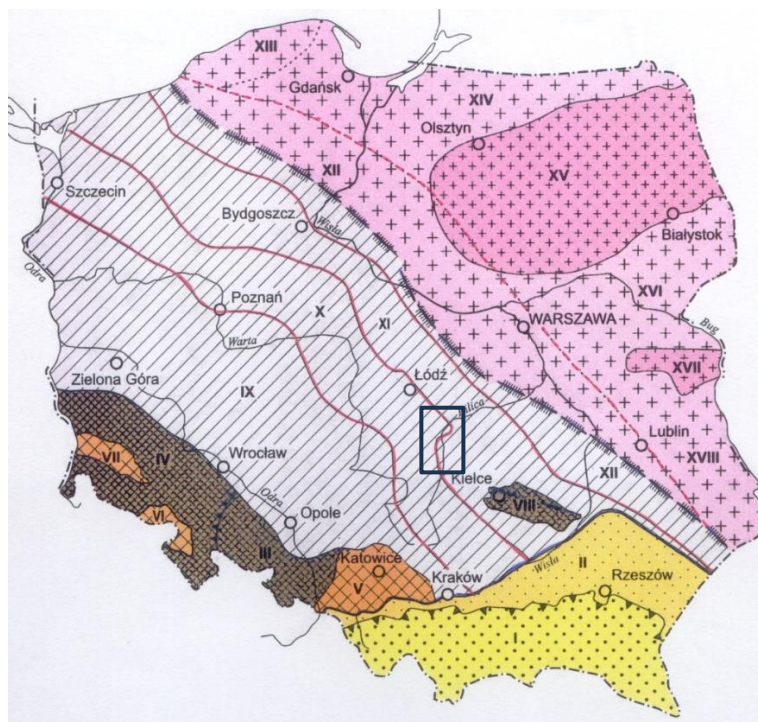 XIII
Gdańsk
XIV
Olsztyn
XII
XV
Szczecin
Białystok
Bydgoszcz
Wisła
XVI
Odra
Poznań
X
XI
WARSZAWA
Bug
Warta
XVII
Łódź
Zielona Góra
IX
ilica
Lublin
XVIII
IV
VII
Wrocław
Kielce
XII
VIII
Odra
VI
Opole
III
Katowice
II
Wisła
V
Kraków
Rzeszów
I